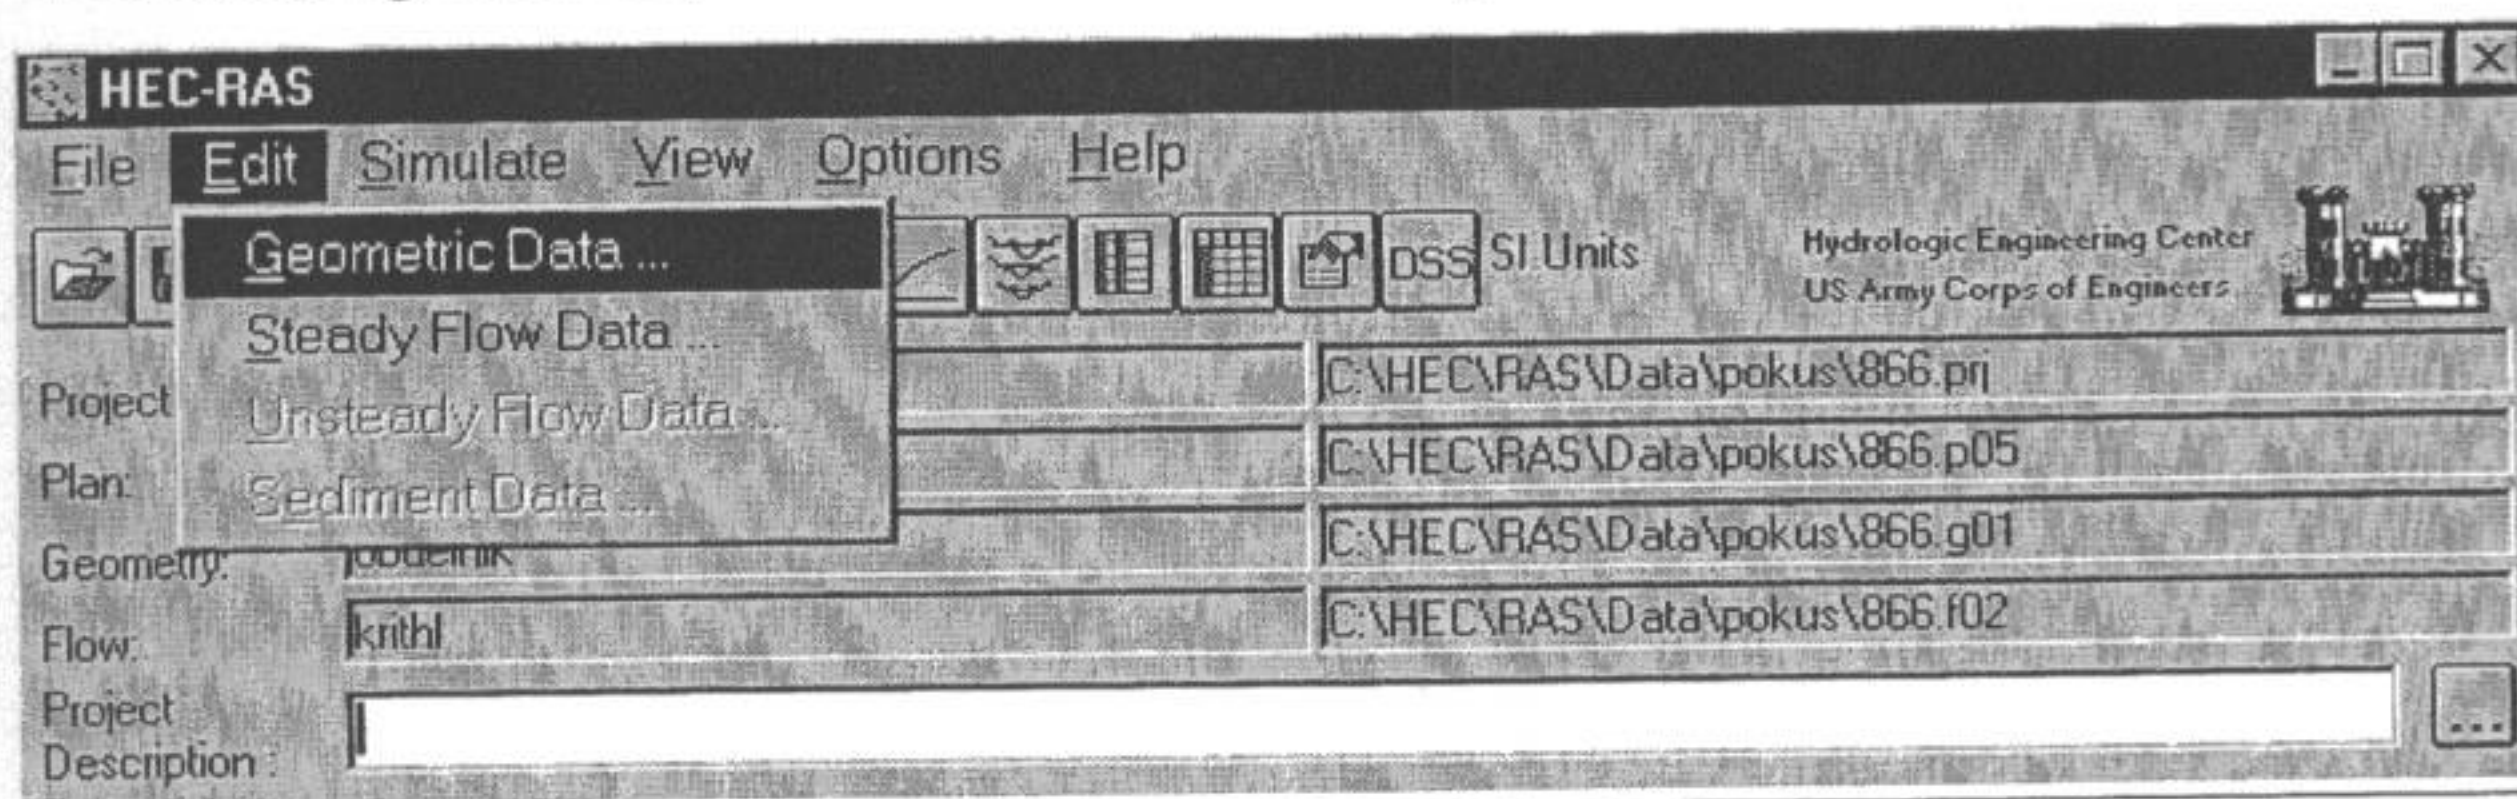 HEC-RAS
File Edit Simulate View Options Help
Geometric Data ...
DSS SI Units
Hydrologic Engineering Center
US Army Corps of Engineers
Steady Flow Data ...
Unsteady Flow Data ...
Sediment Data ...
Project
C:\HEC\RAS\Data\pokus\866.prj
Plan:
C:\HEC\RAS\Data\pokus\866.p05
Geometry:
C:\HEC\RAS\Data\pokus\866.g01
Flow: krithl
C:\HEC\RAS\Data\pokus\866.f02
Project
Description :
...